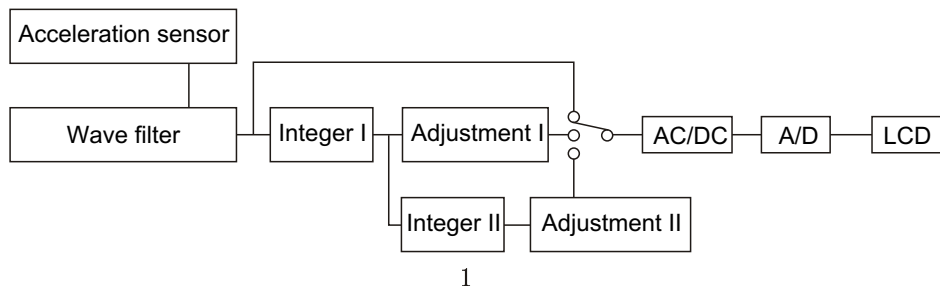 Acceleration sensor
Wave filter
Integer I
Adjustment I
AC/DC
A/D
LCD
Integer II
Adjustment II
1